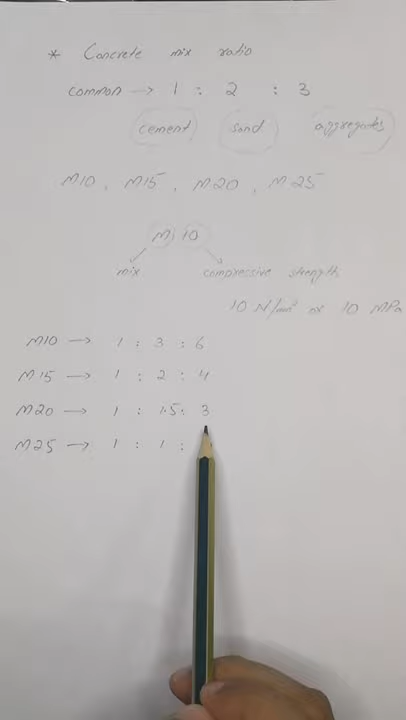 * Concrete mix ratio
common → 1 : 2 : 3
cement sand aggregates
M10, M15, M20, M25
M 10
mix compressive strength
10 N/mm² or 10 MPa
M10 → 1 : 3 : 6
M15 → 1 : 2 : 4
M20 → 1 : 1.5 : 3
M25 → 1 : 1 :